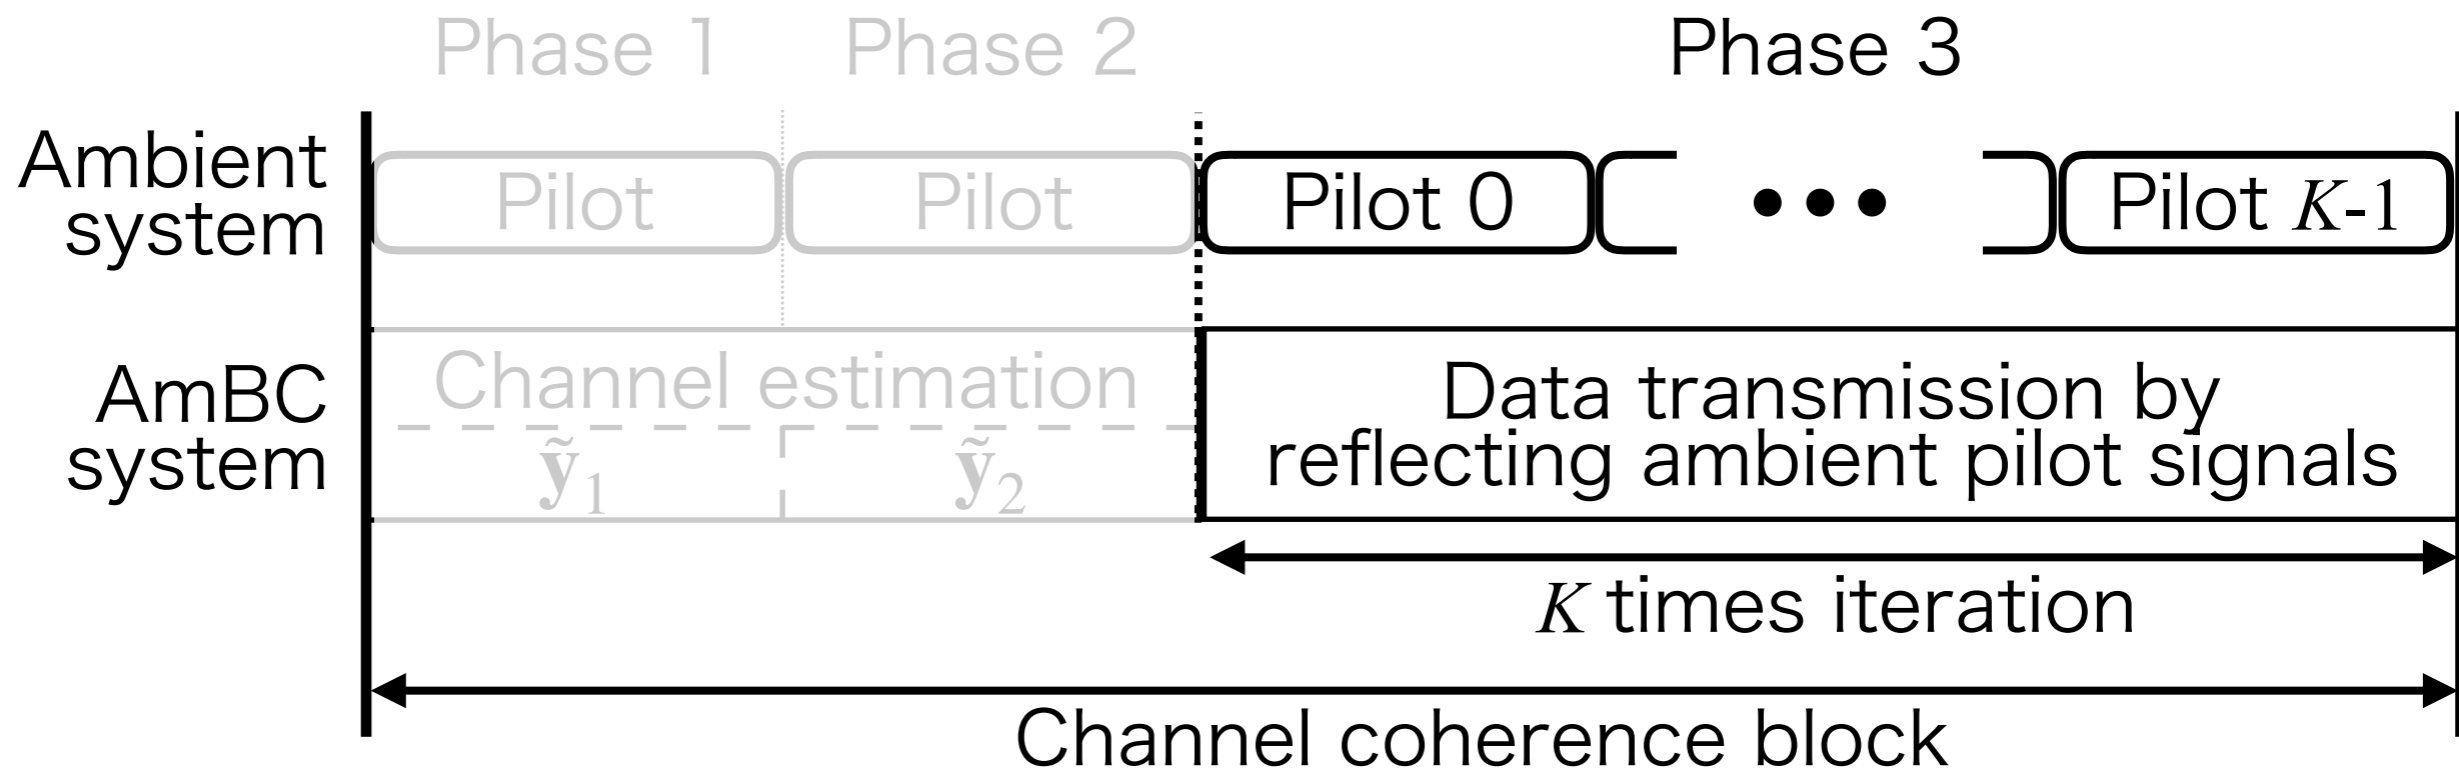 Phase 1 Phase 2 Phase 3
Ambient system
Pilot Pilot Pilot 0 ••• Pilot K-1
AmBC system
Channel estimation
ỹ1 ỹ2
Data transmission by
reflecting ambient pilot signals
K times iteration
Channel coherence block